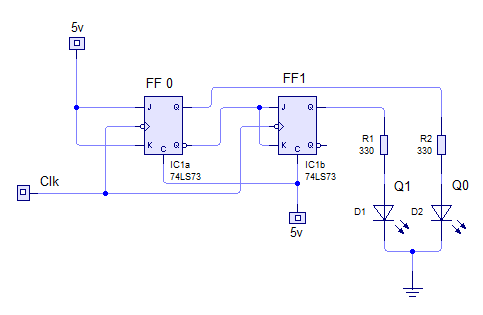 5v
FF 0
FF1
J Q
J Q
K Q
C
K Q
C
IC1a
74LS73
IC1b
74LS73
R1
330
R2
330
Clk
Q1
Q0
D1
D2
5v